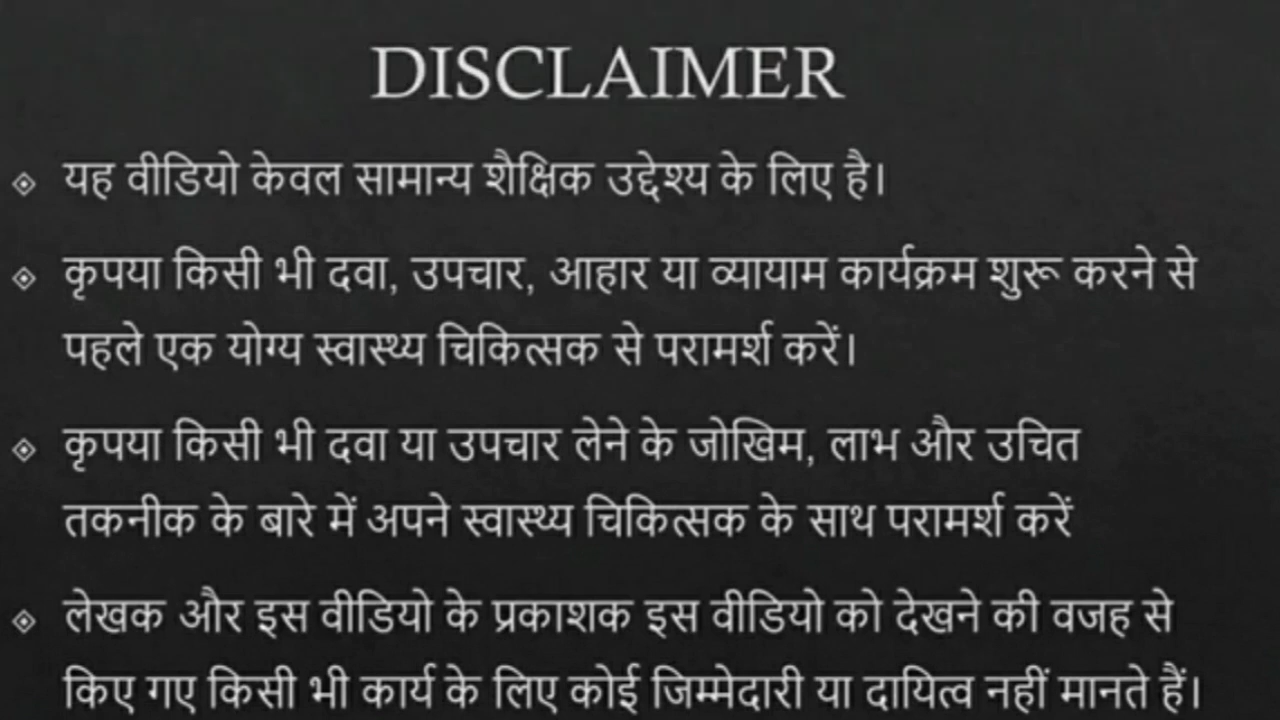 DISCLAIMER
यह वीडियो केवल सामान्य शैक्षिक उद्देश्य के लिए है।
कृपया किसी भी दवा, उपचार, आहार या व्यायाम कार्यक्रम शुरू करने से
पहले एक योग्य स्वास्थ्य चिकित्सक से परामर्श करें।
कृपया किसी भी दवा या उपचार लेने के जोखिम, लाभ और उचित
तकनीक के बारे में अपने स्वास्थ्य चिकित्सक के साथ परामर्श करें
लेखक और इस वीडियो के प्रकाशक इस वीडियो को देखने की वजह से
किए गए किसी भी कार्य के लिए कोई जिम्मेदारी या दायित्व नहीं मानते हैं।